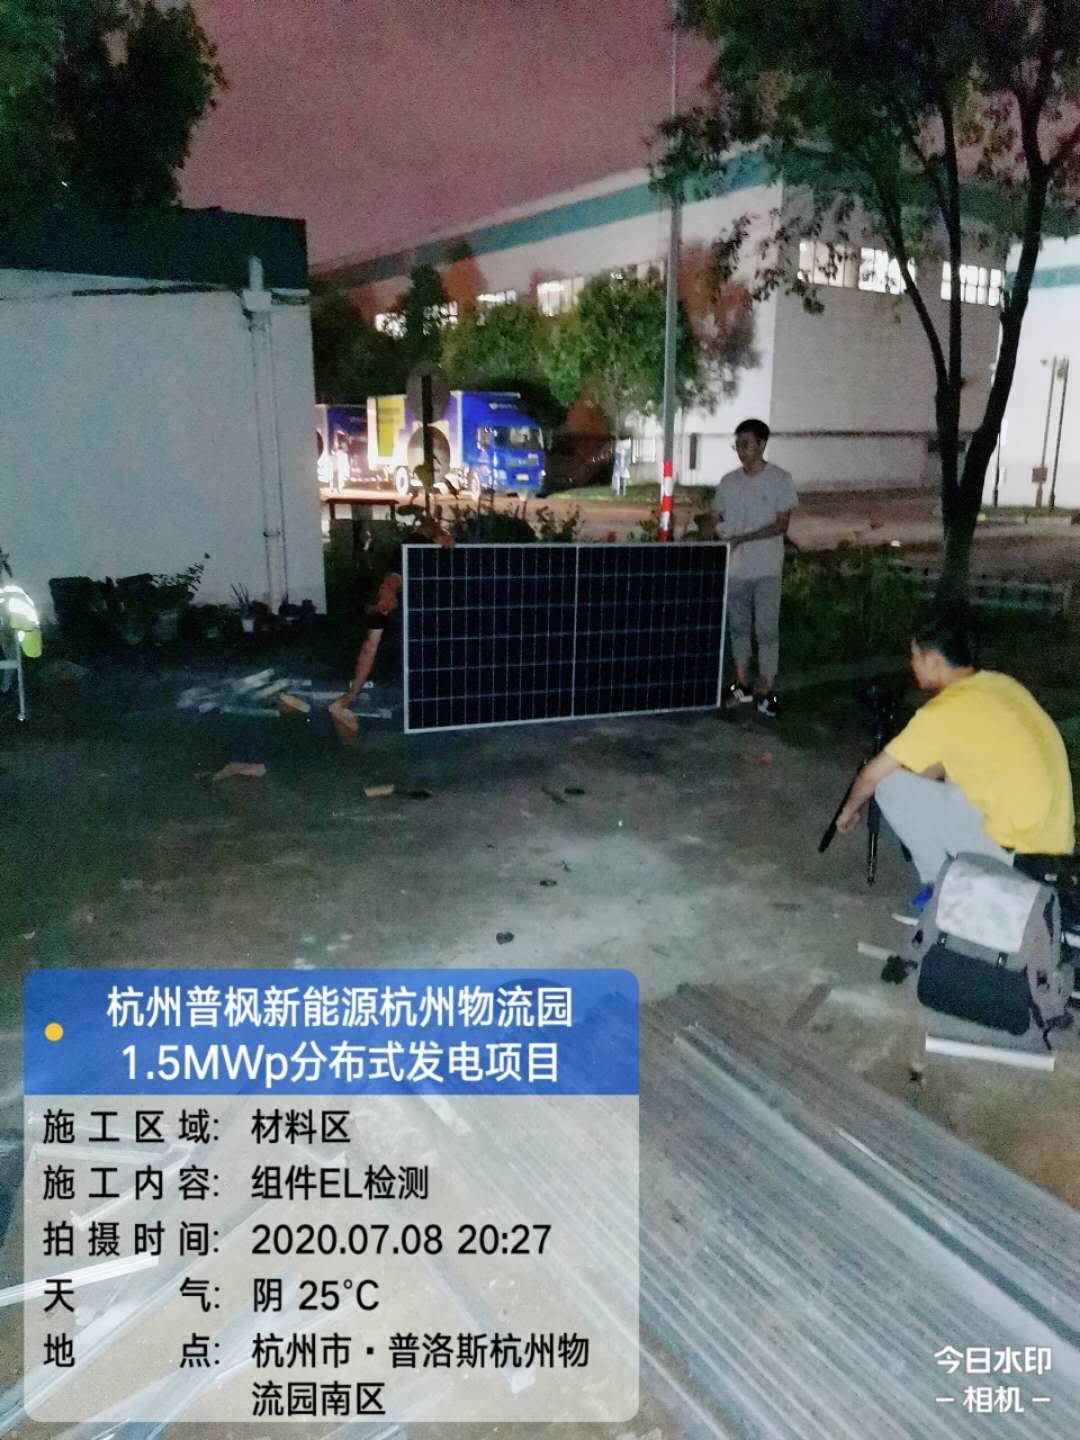 杭州普枫新能源杭州物流园
1.5MWp分布式发电项目
施工区域: 材料区
施工内容: 组件EL检测
拍摄时间: 2020.07.08 20:27
天气: 阴 25°C
地点: 杭州市·普洛斯杭州物
流园南区
今日水印
－相机－